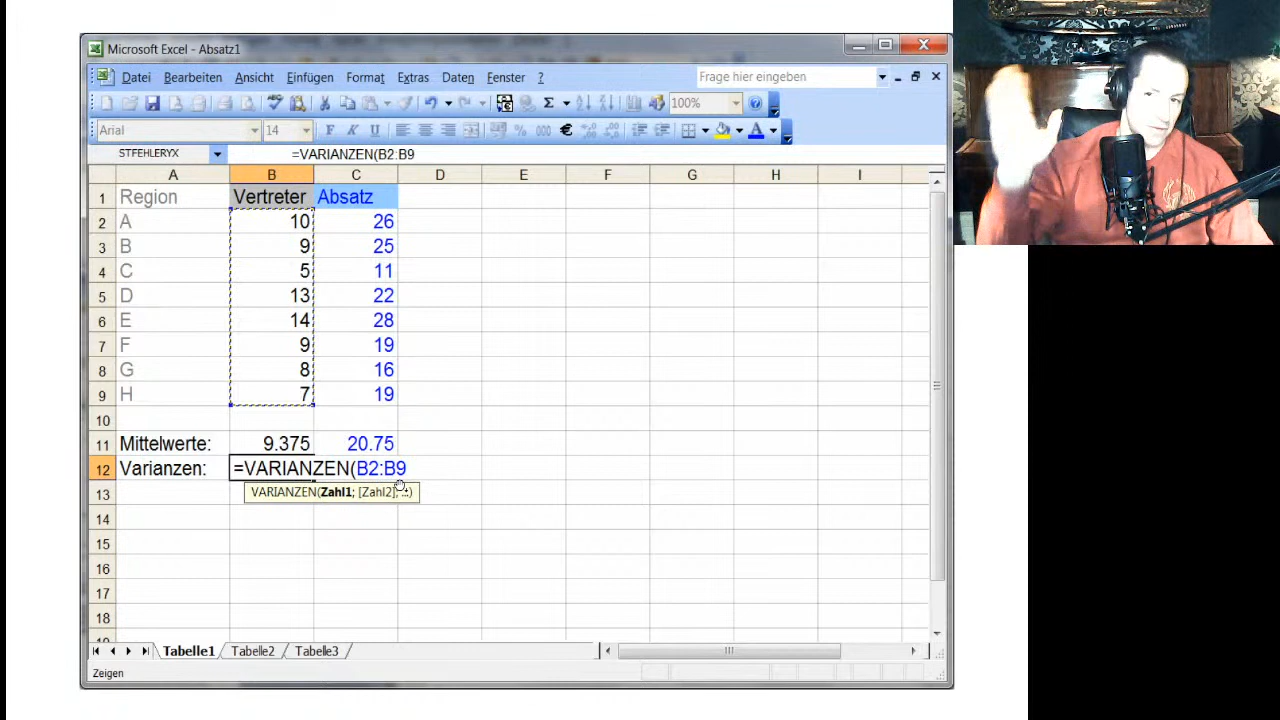 Microsoft Excel - Absatz1
Datei Bearbeiten Ansicht Einfügen Format Extras Daten Fenster ? Frage hier eingeben
Σ 100%
Arial 14 F K U % 000 € A
STFEHLERYX =VARIANZEN(B2:B9
A B C D E F G H I
1 Region Vertreter Absatz
2 A 10 26
3 B 9 25
4 C 5 11
5 D 13 22
6 E 14 28
7 F 9 19
8 G 8 16
9 H 7 19
10
11 Mittelwerte: 9.375 20.75
12 Varianzen: =VARIANZEN(B2:B9
13 VARIANZEN(Zahl1; [Zahl2]; ...)
14
15
16
17
18
Tabelle1 Tabelle2 Tabelle3
Zeigen